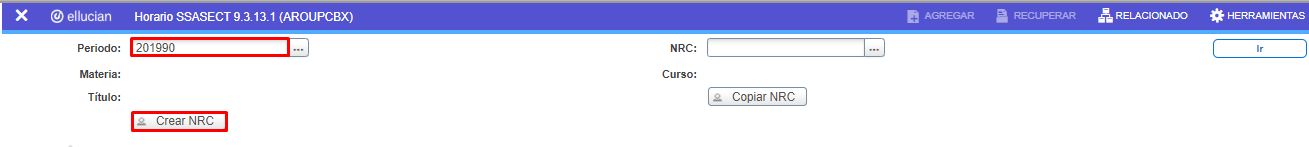 ✕ ellucian Horario SSASECT 9.3.13.1 (AROUPCBX) AGREGAR RECUPERAR RELACIONADO HERRAMIENTAS
Periodo: 201990 ... NRC: ... Ir
Materia: Curso:
Título: Copiar NRC
Crear NRC